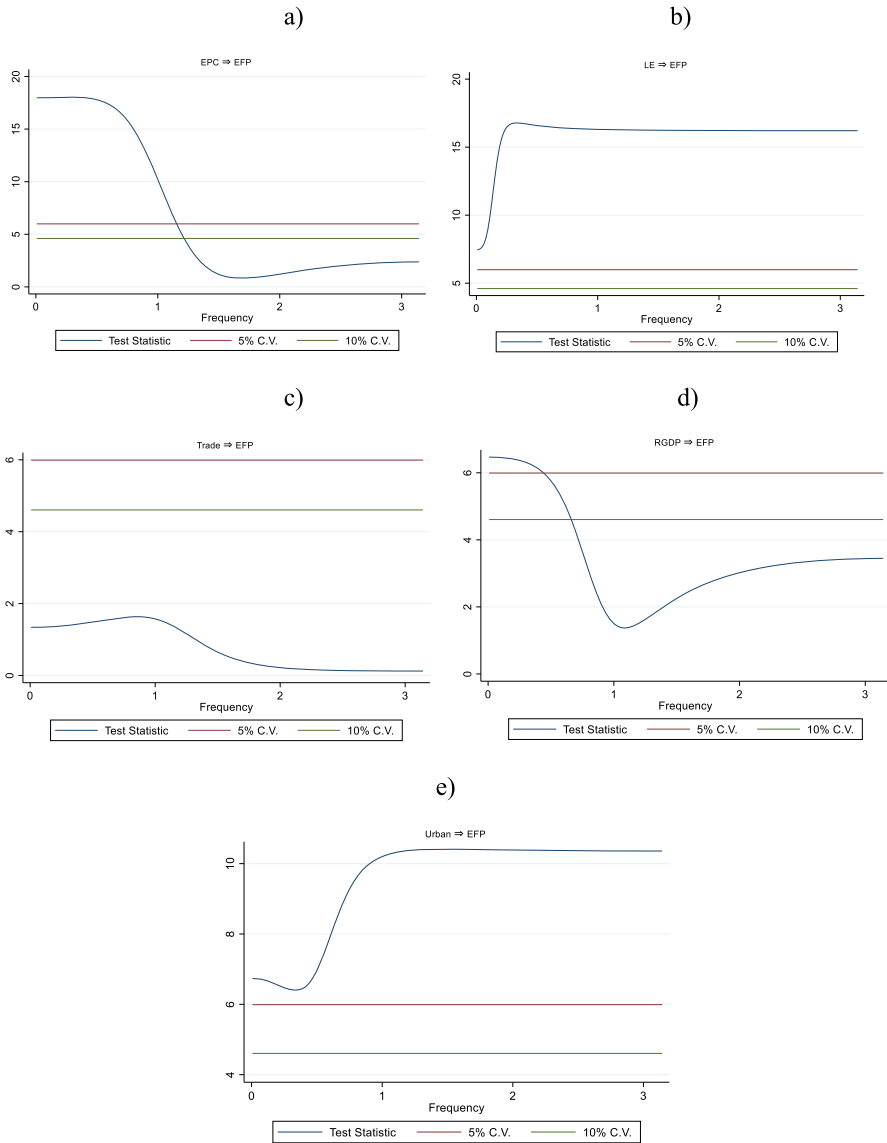 a)
EPC ⇒ EFP
20
15
10
5
0
0 1 2 3
Frequency
Test Statistic 5% C.V. 10% C.V.
b)
LE ⇒ EFP
20
15
10
5
0 1 2 3
Frequency
Test Statistic 5% C.V. 10% C.V.
c)
Trade ⇒ EFP
6
4
2
0
0 1 2 3
Frequency
Test Statistic 5% C.V. 10% C.V.
d)
RGDP ⇒ EFP
6
4
2
0
0 1 2 3
Frequency
Test Statistic 5% C.V. 10% C.V.
e)
Urban ⇒ EFP
10
8
6
4
0 1 2 3
Frequency
Test Statistic 5% C.V. 10% C.V.